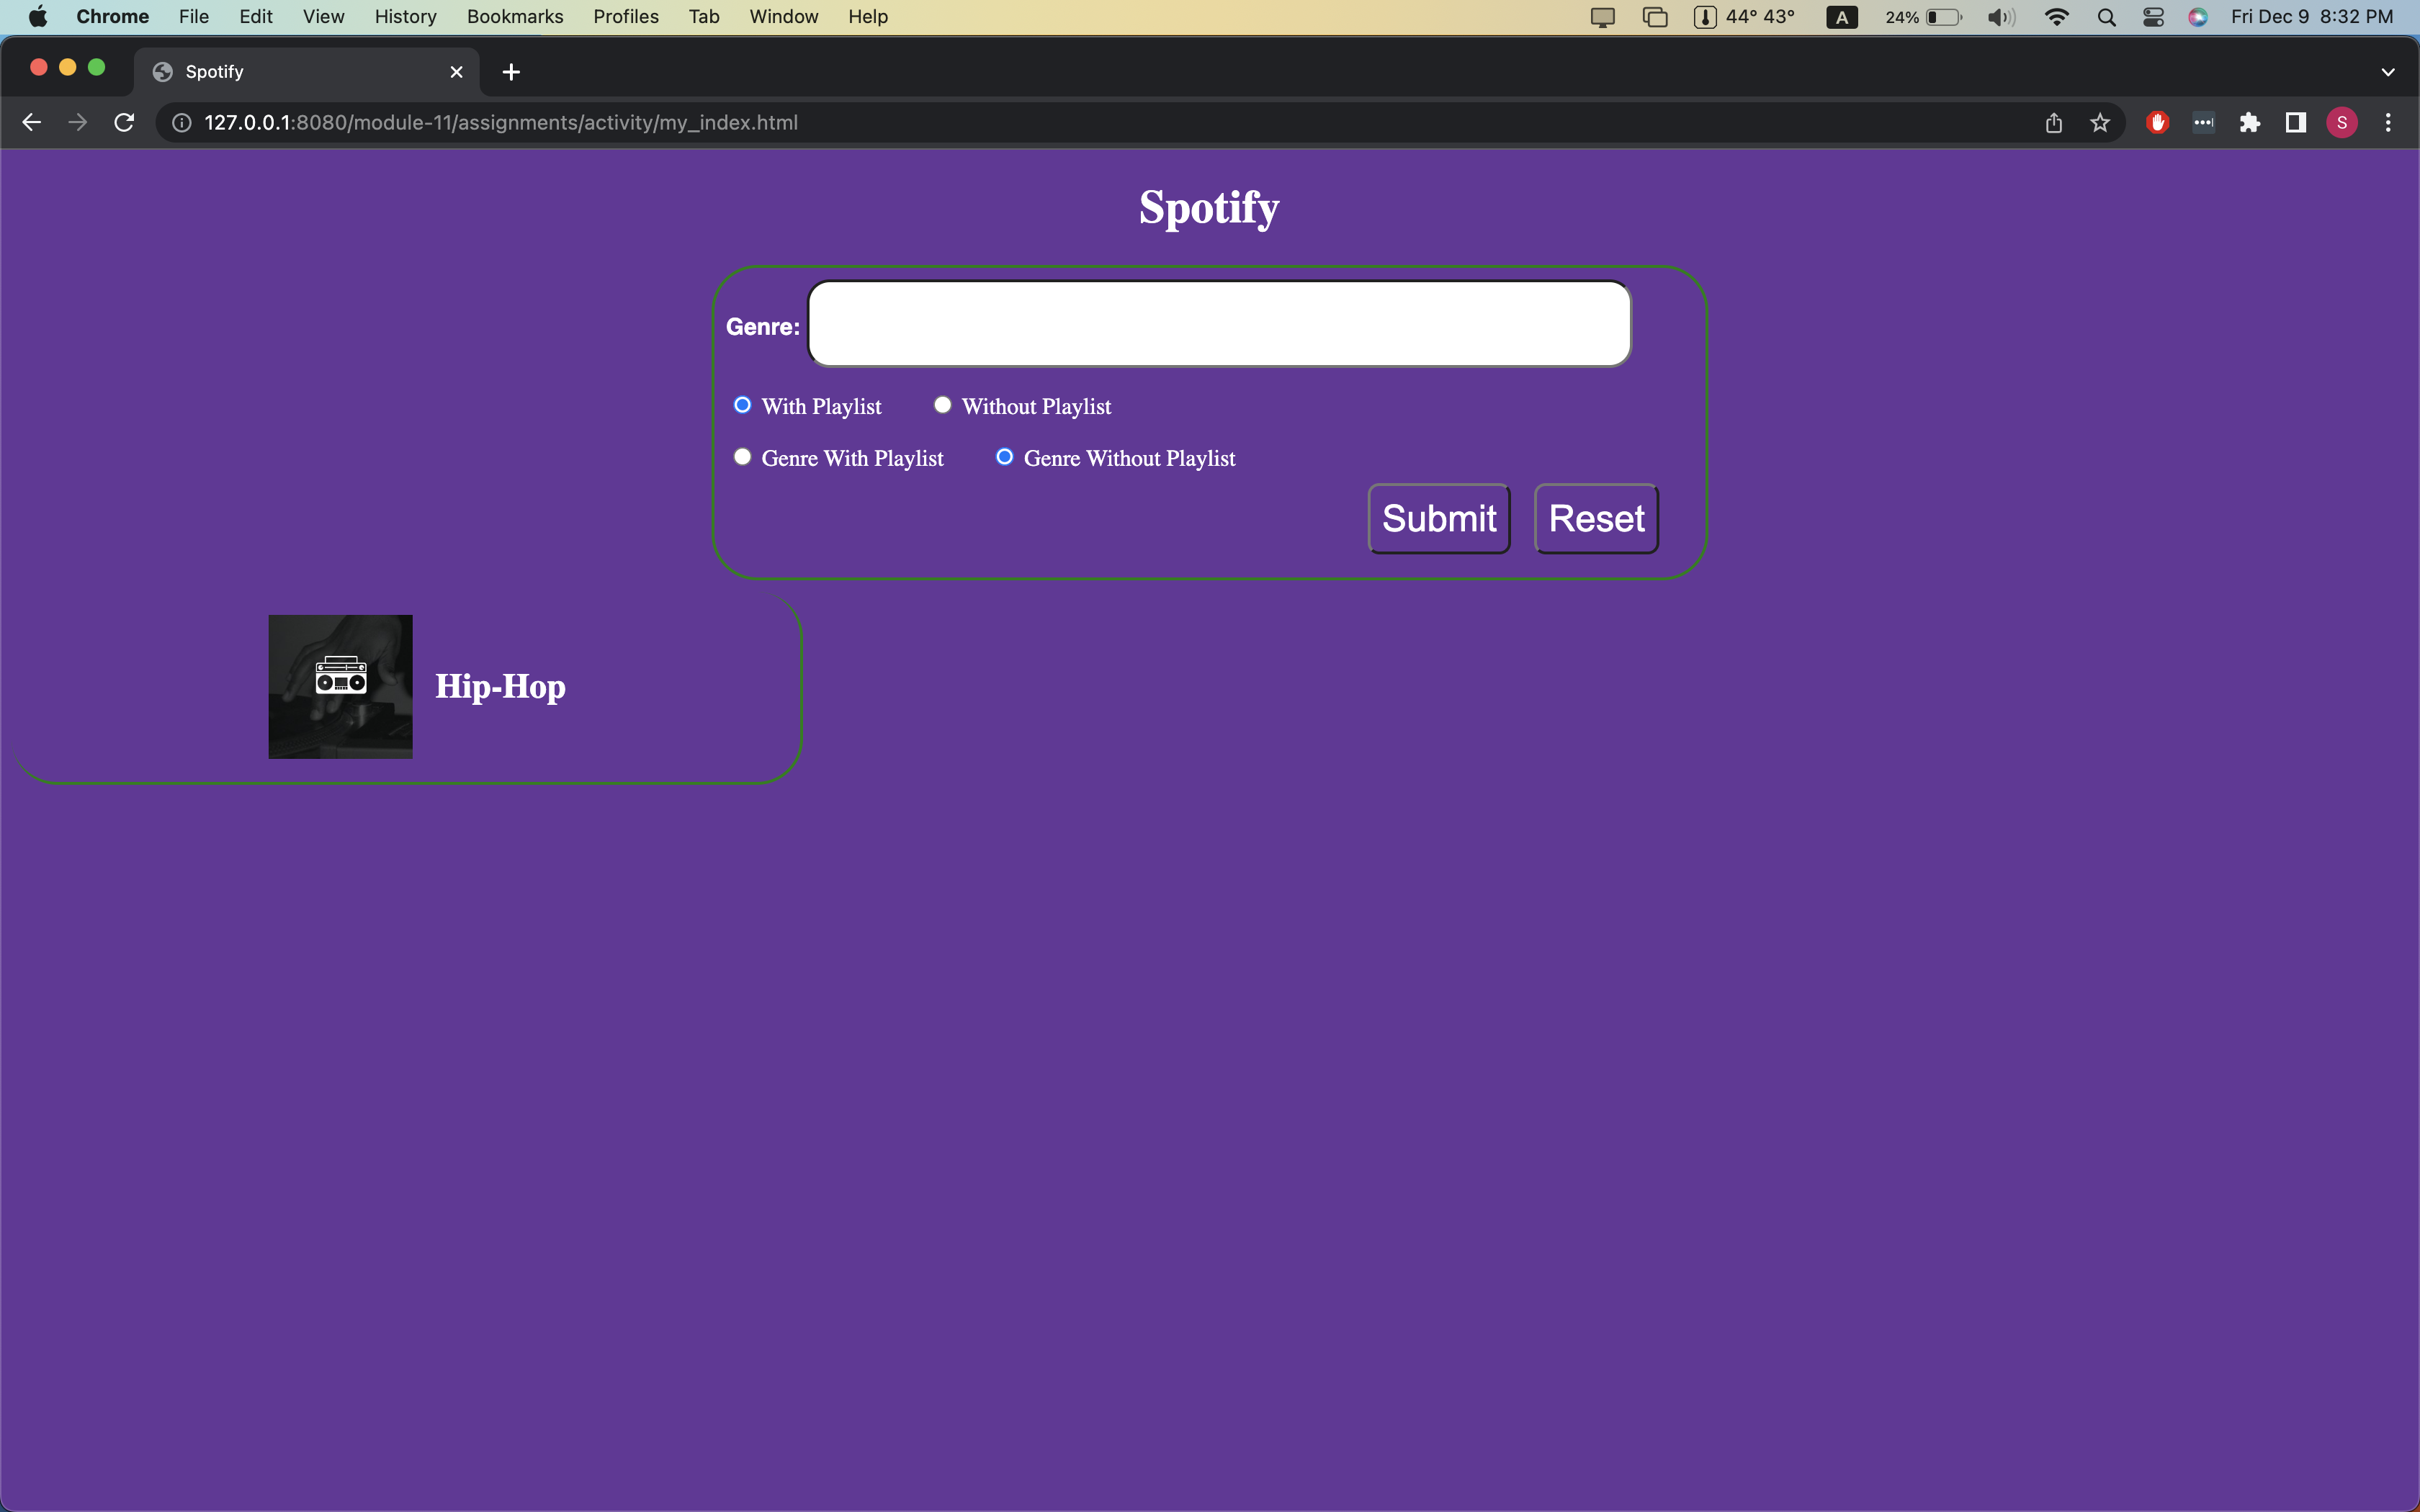 Chrome File Edit View History Bookmarks Profiles Tab Window Help 44° 43° A 24% Fri Dec 9 8:32 PM
Spotify
127.0.0.1:8080/module-11/assignments/activity/my_index.html S
Spotify
Genre:
With Playlist Without Playlist
Genre With Playlist Genre Without Playlist
Submit Reset
Hip-Hop